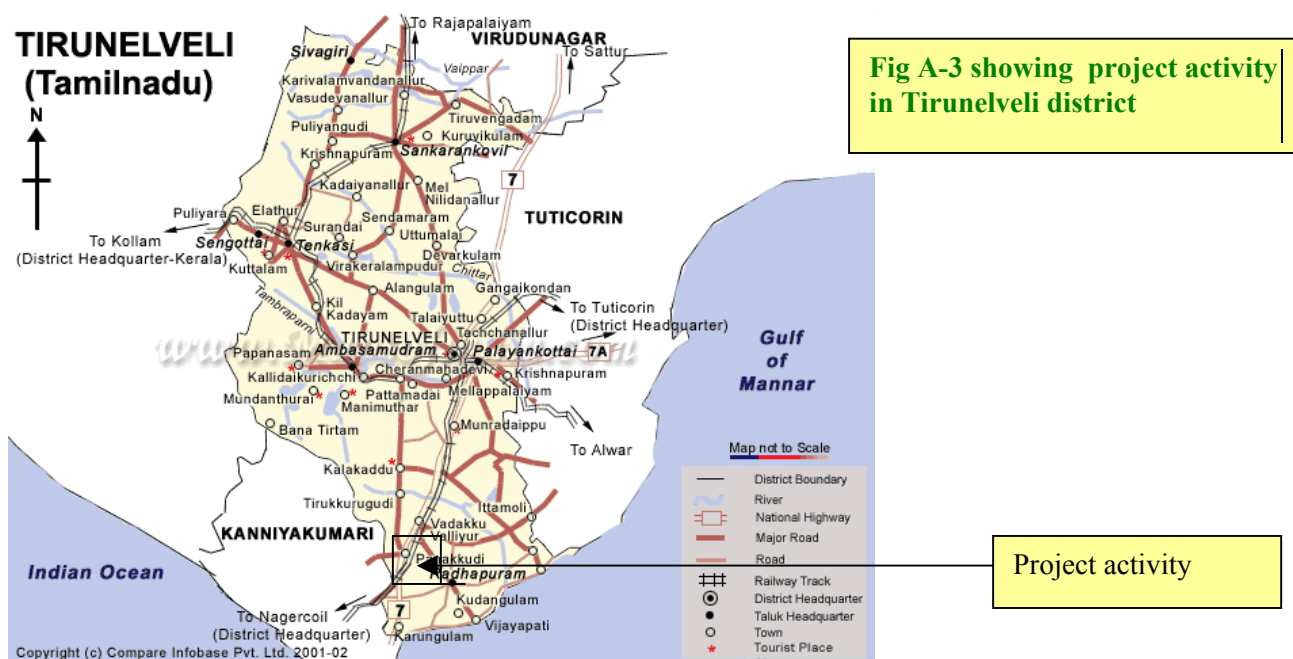 TIRUNELVELI
(Tamilnadu)
N
To Rajapalaiyam
VIRUDUNAGAR
To Sattur
Fig A-3 showing project activity
in Tirunelveli district
Sivagiri
Vaippar
Karivalamvandanallur
Vasudevanallur
Tiruvengadam
Puliyangudi
Kuruvikulam
Sankarankovil
Krishnapuram
7
Kadaiyanallur
Mel
Nilidanallur
Puliyara
Elathur
Sendamaram
TUTICORIN
Surandai
Uttumalai
To Kollam
(District Headquarter-Kerala)
Sengottai
Tenkasi
Devarkulam
Kuttalam
Virakeralampudur
Chittar
Alangulam
Gangaikondan
Tambraparni
Kil
Kadayam
Talaiyuttu
To Tuticorin
(District Headquarter)
TIRUNELVELI
Tachchanallur
Gulf
of
Mannar
Papanasam
Ambasamudram
Palayankottai
7A
Kallidaikurichchi
Cheranmahadevi
Krishnapuram
Mundanthurai
Pattamadai
Mellappalaiyam
Manimuthar
Bana Tirtam
Munradaippu
To Alwar
Map not to Scale
Kalakaddu
District Boundary
Tirukkurugudi
Ittamoli
River
National Highway
KANNIYAKUMARI
Vadakku
Valliyur
Major Road
Panakkudi
Road
Project activity
Indian Ocean
Radhapuram
Railway Track
District Headquarter
To Nagercoil
(District Headquarter)
7
Kudangulam
Taluk Headquarter
Vijayapati
Town
Karungulam
Tourist Place
Copyright (c) Compare Infobase Pvt. Ltd. 2001-02